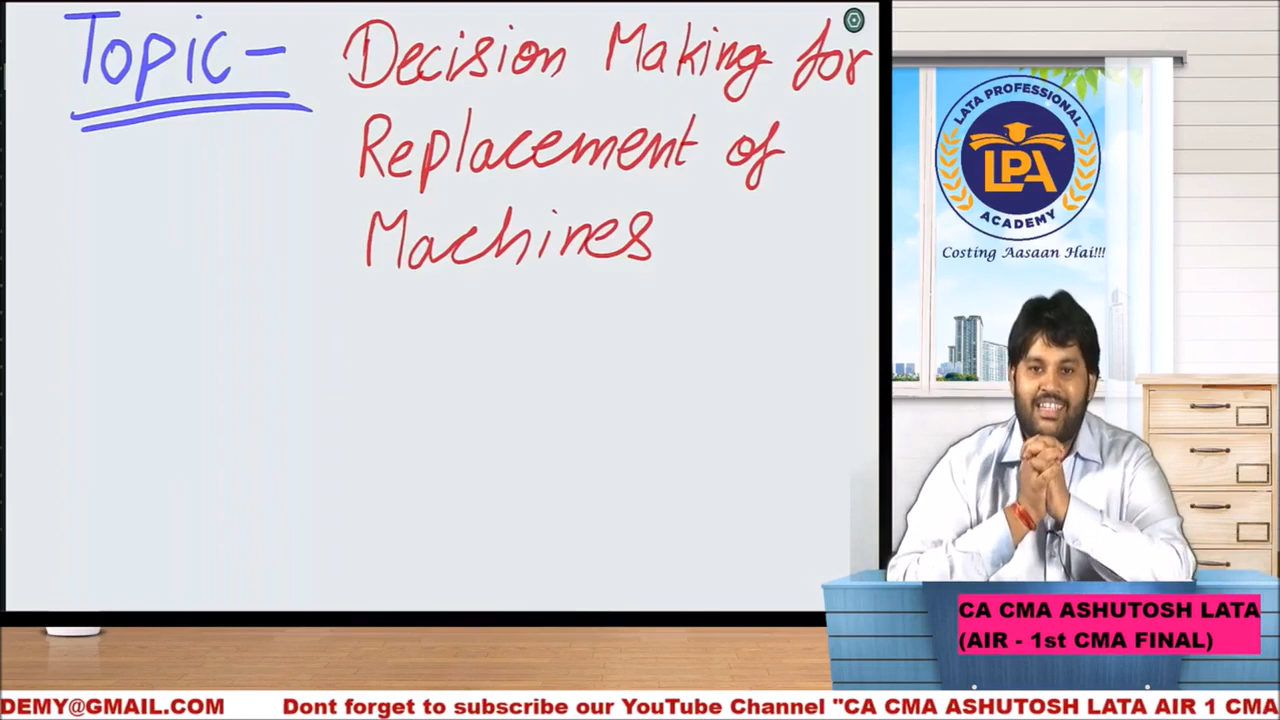 Topic -
Decision Making for
Replacement of
Machines
LATA PROFESSIONAL
LPA
ACADEMY
Costing Aasaan Hai!!!
CA CMA ASHUTOSH LATA
(AIR - 1st CMA FINAL)
DEMY@GMAIL.COM Dont forget to subscribe our YouTube Channel "CA CMA ASHUTOSH LATA AIR 1 CMA